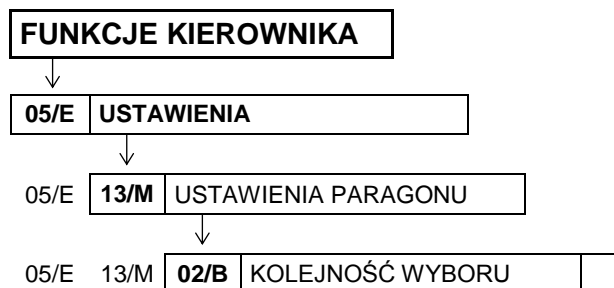 FUNKCJE KIEROWNIKA
05/E USTAWIENIA
05/E 13/M USTAWIENIA PARAGONU
05/E 13/M 02/B KOLEJNOŚĆ WYBORU